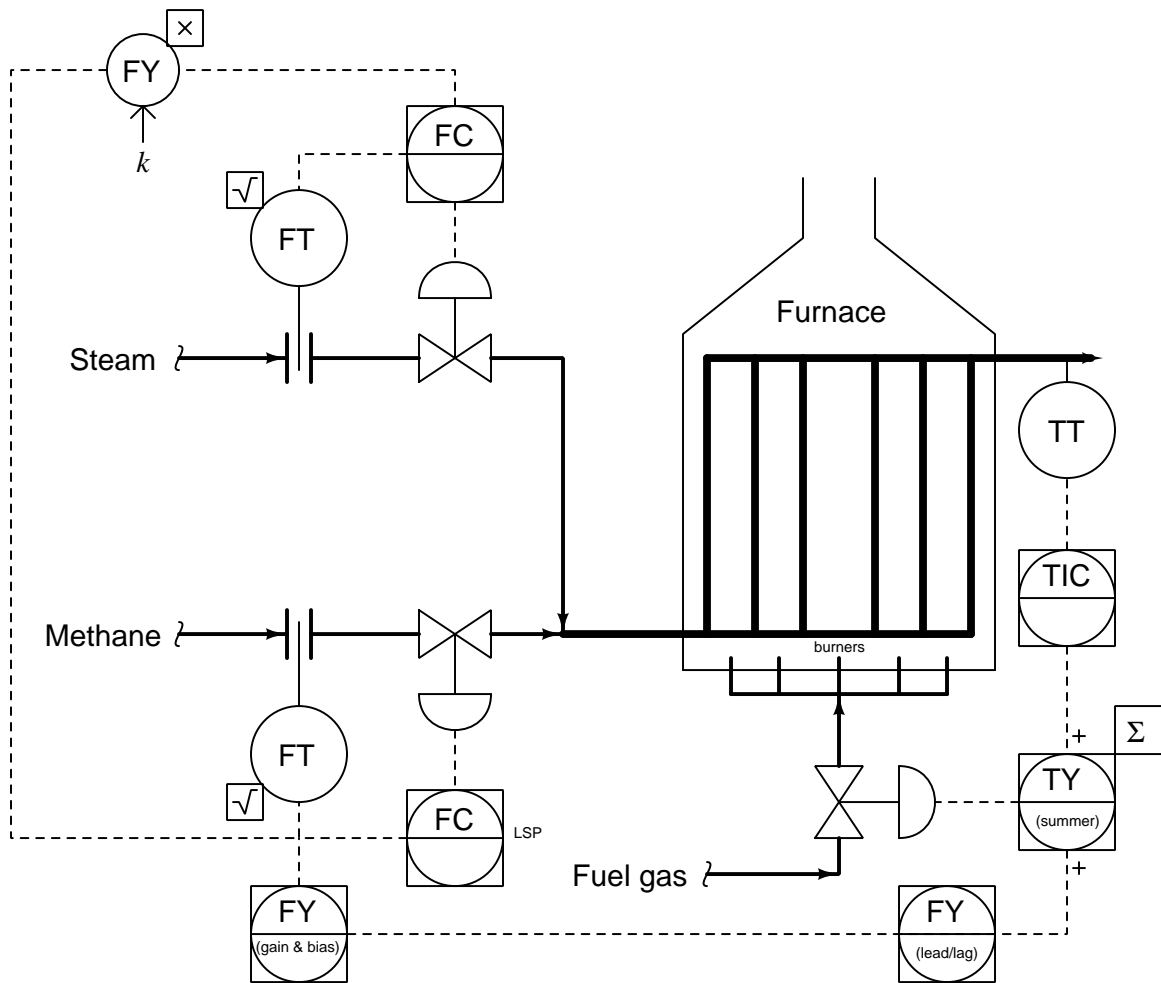 ×
FY
k
FC
√
FT
Furnace
Steam
TT
TIC
Methane
burners
+
Σ
FT
TY
(summer)
√
FC
LSP
+
Fuel gas
FY
(gain & bias)
FY
(lead/lag)